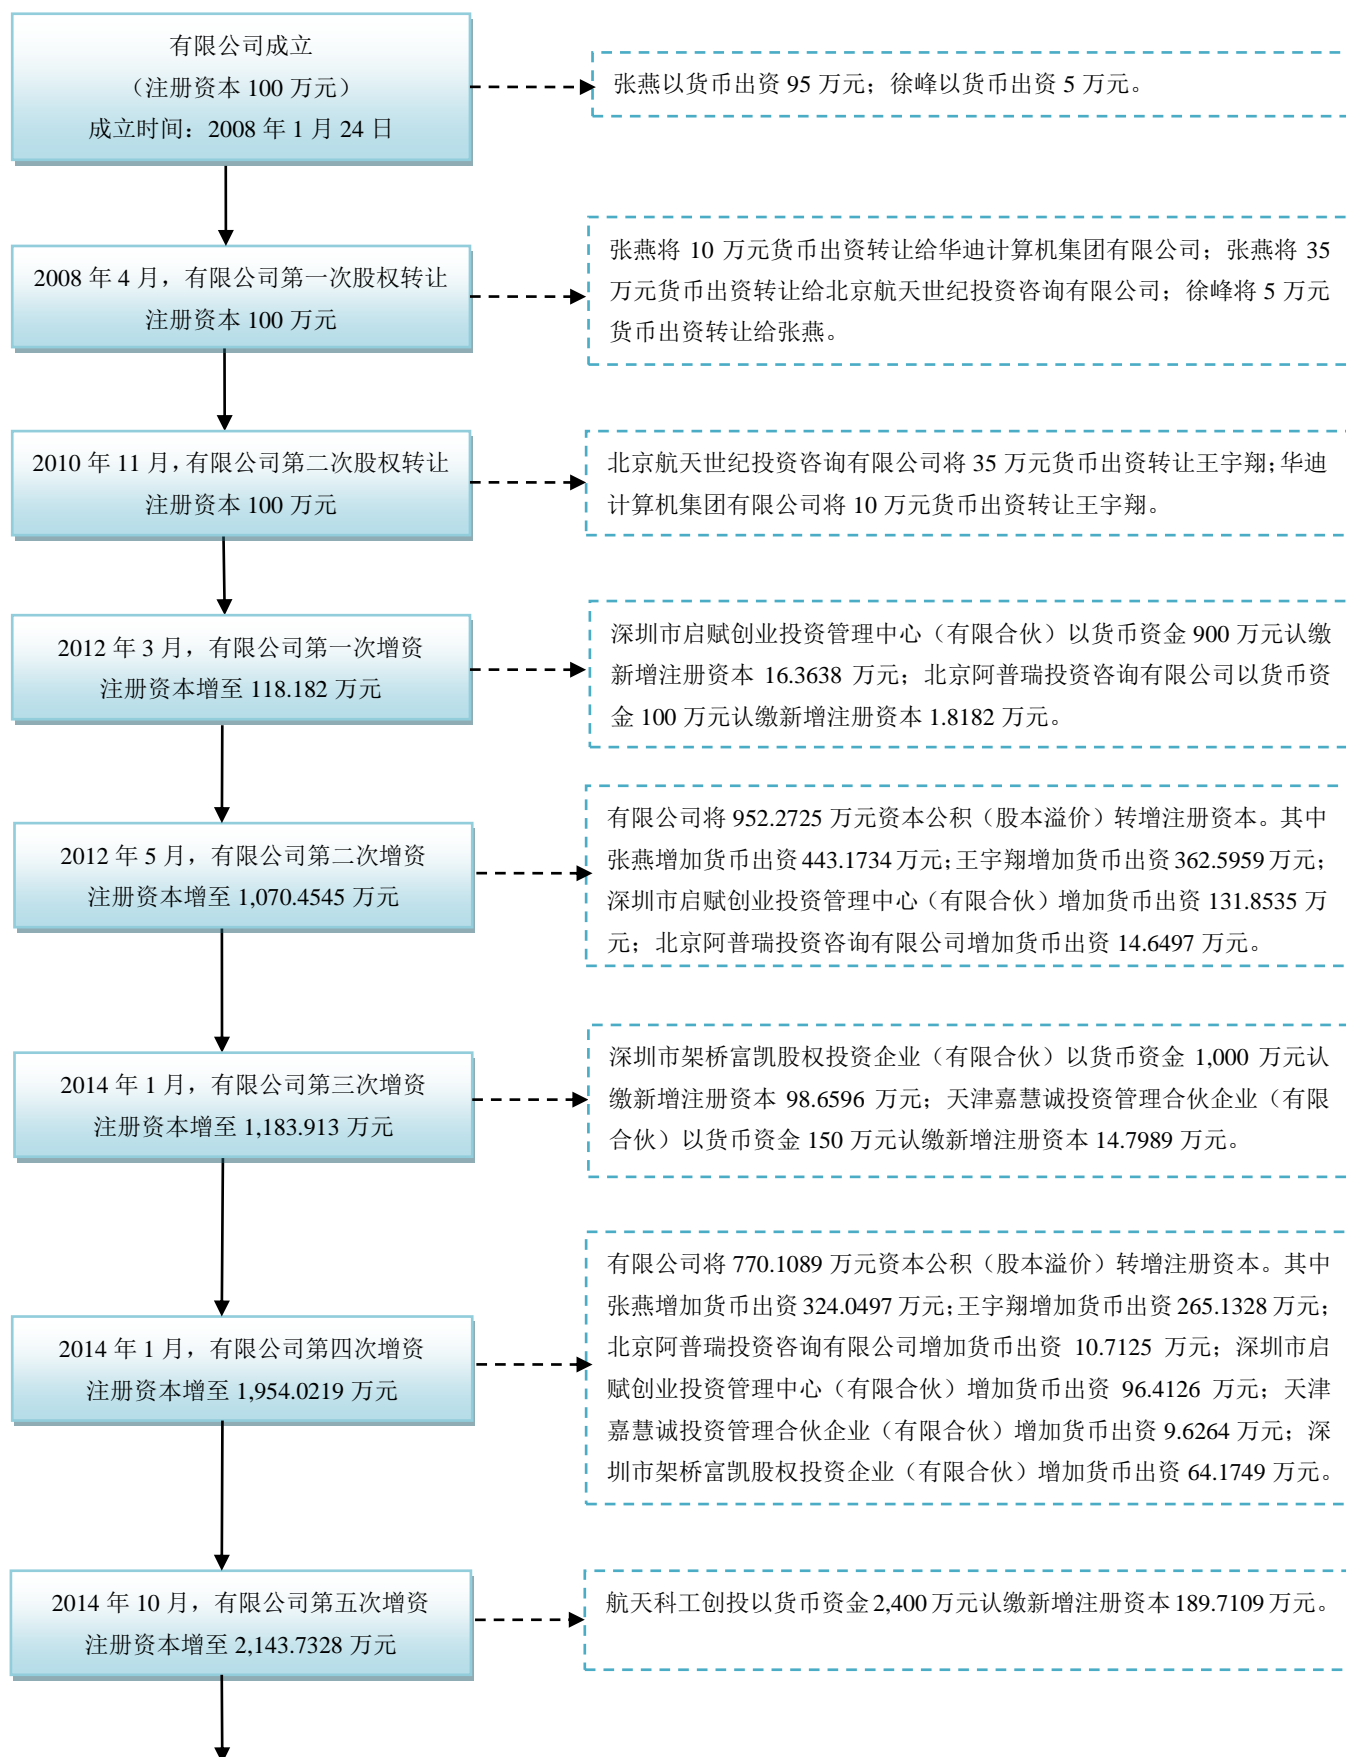 有限公司成立
（注册资本 100 万元）
成立时间：2008 年 1 月 24 日
张燕以货币出资 95 万元；徐峰以货币出资 5 万元。
2008 年 4 月，有限公司第一次股权转让
注册资本 100 万元
张燕将 10 万元货币出资转让给华迪计算机集团有限公司；张燕将 35
万元货币出资转让给北京航天世纪投资咨询有限公司；徐峰将 5 万元
货币出资转让给张燕。
2010 年 11 月，有限公司第二次股权转让
注册资本 100 万元
北京航天世纪投资咨询有限公司将 35 万元货币出资转让王宇翔；华迪
计算机集团有限公司将 10 万元货币出资转让王宇翔。
2012 年 3 月，有限公司第一次增资
注册资本增至 118.182 万元
深圳市启赋创业投资管理中心（有限合伙）以货币资金 900 万元认缴
新增注册资本 16.3638 万元；北京阿普瑞投资咨询有限公司以货币资
金 100 万元认缴新增注册资本 1.8182 万元。
2012 年 5 月，有限公司第二次增资
注册资本增至 1,070.4545 万元
有限公司将 952.2725 万元资本公积（股本溢价）转增注册资本。其中
张燕增加货币出资 443.1734 万元；王宇翔增加货币出资 362.5959 万元；
深圳市启赋创业投资管理中心（有限合伙）增加货币出资 131.8535 万
元；北京阿普瑞投资咨询有限公司增加货币出资 14.6497 万元。
2014 年 1 月，有限公司第三次增资
注册资本增至 1,183.913 万元
深圳市架桥富凯股权投资企业（有限合伙）以货币资金 1,000 万元认
缴新增注册资本 98.6596 万元；天津嘉慧诚投资管理合伙企业（有限
合伙）以货币资金 150 万元认缴新增注册资本 14.7989 万元。
2014 年 1 月，有限公司第四次增资
注册资本增至 1,954.0219 万元
有限公司将 770.1089 万元资本公积（股本溢价）转增注册资本。其中
张燕增加货币出资 324.0497 万元；王宇翔增加货币出资 265.1328 万元；
北京阿普瑞投资咨询有限公司增加货币出资 10.7125 万元；深圳市启
赋创业投资管理中心（有限合伙）增加货币出资 96.4126 万元；天津
嘉慧诚投资管理合伙企业（有限合伙）增加货币出资 9.6264 万元；深
圳市架桥富凯股权投资企业（有限合伙）增加货币出资 64.1749 万元。
2014 年 10 月，有限公司第五次增资
注册资本增至 2,143.7328 万元
航天科工创投以货币资金 2,400 万元认缴新增注册资本 189.7109 万元。